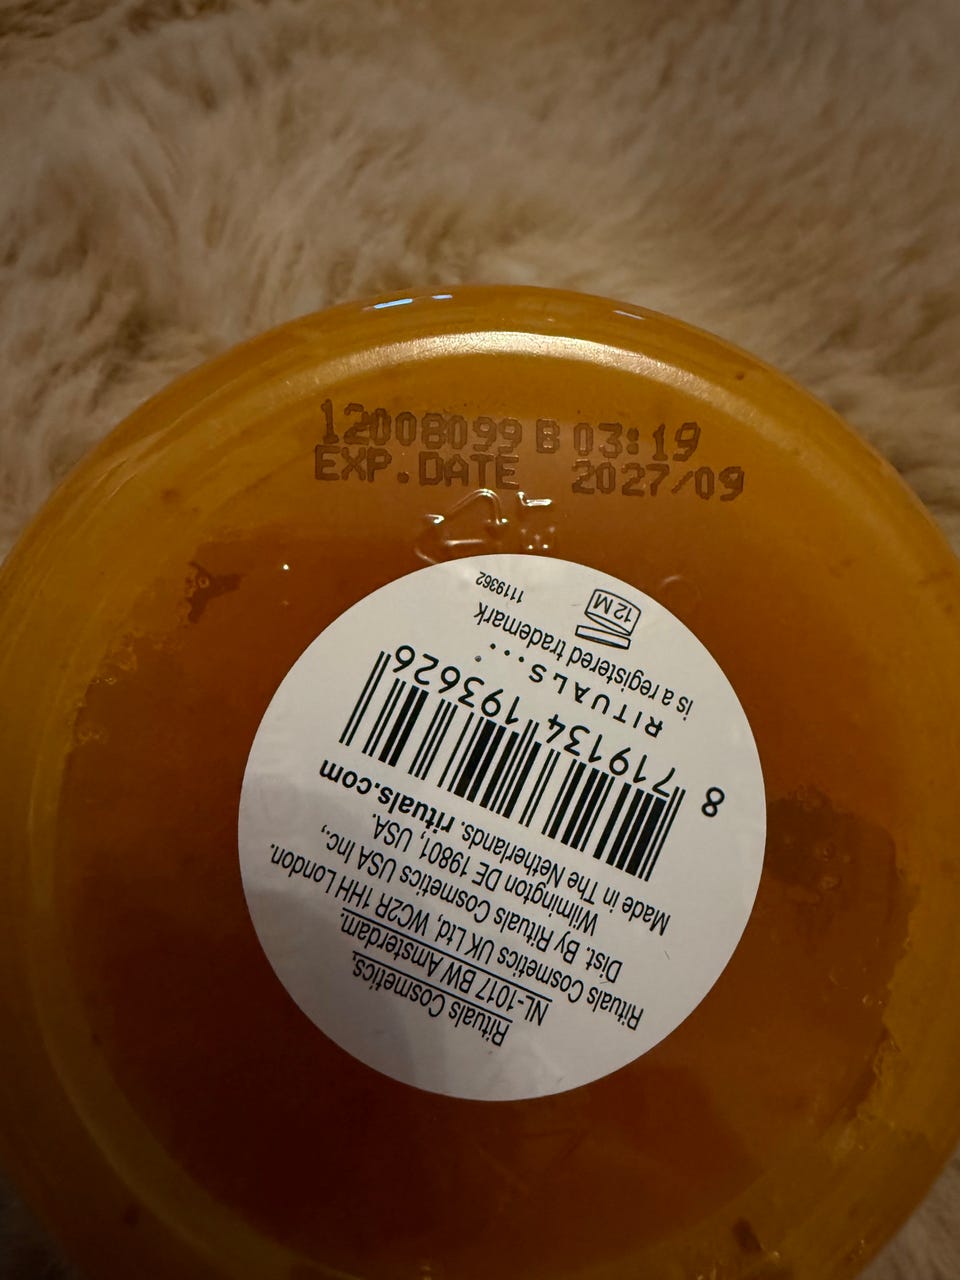 12008099 B 03:19
EXP.DATE 2027/09
Rituals Cosmetics,
NL-1017 BW Amsterdam.
Rituals Cosmetics UK Ltd, WC2R 1HH London.
Dist. By Rituals Cosmetics USA Inc.,
Wilmington DE 19801, USA.
Made in The Netherlands. rituals.com
8 719134 193626
RITUALS...
is a registered trademark
12 M
1119362